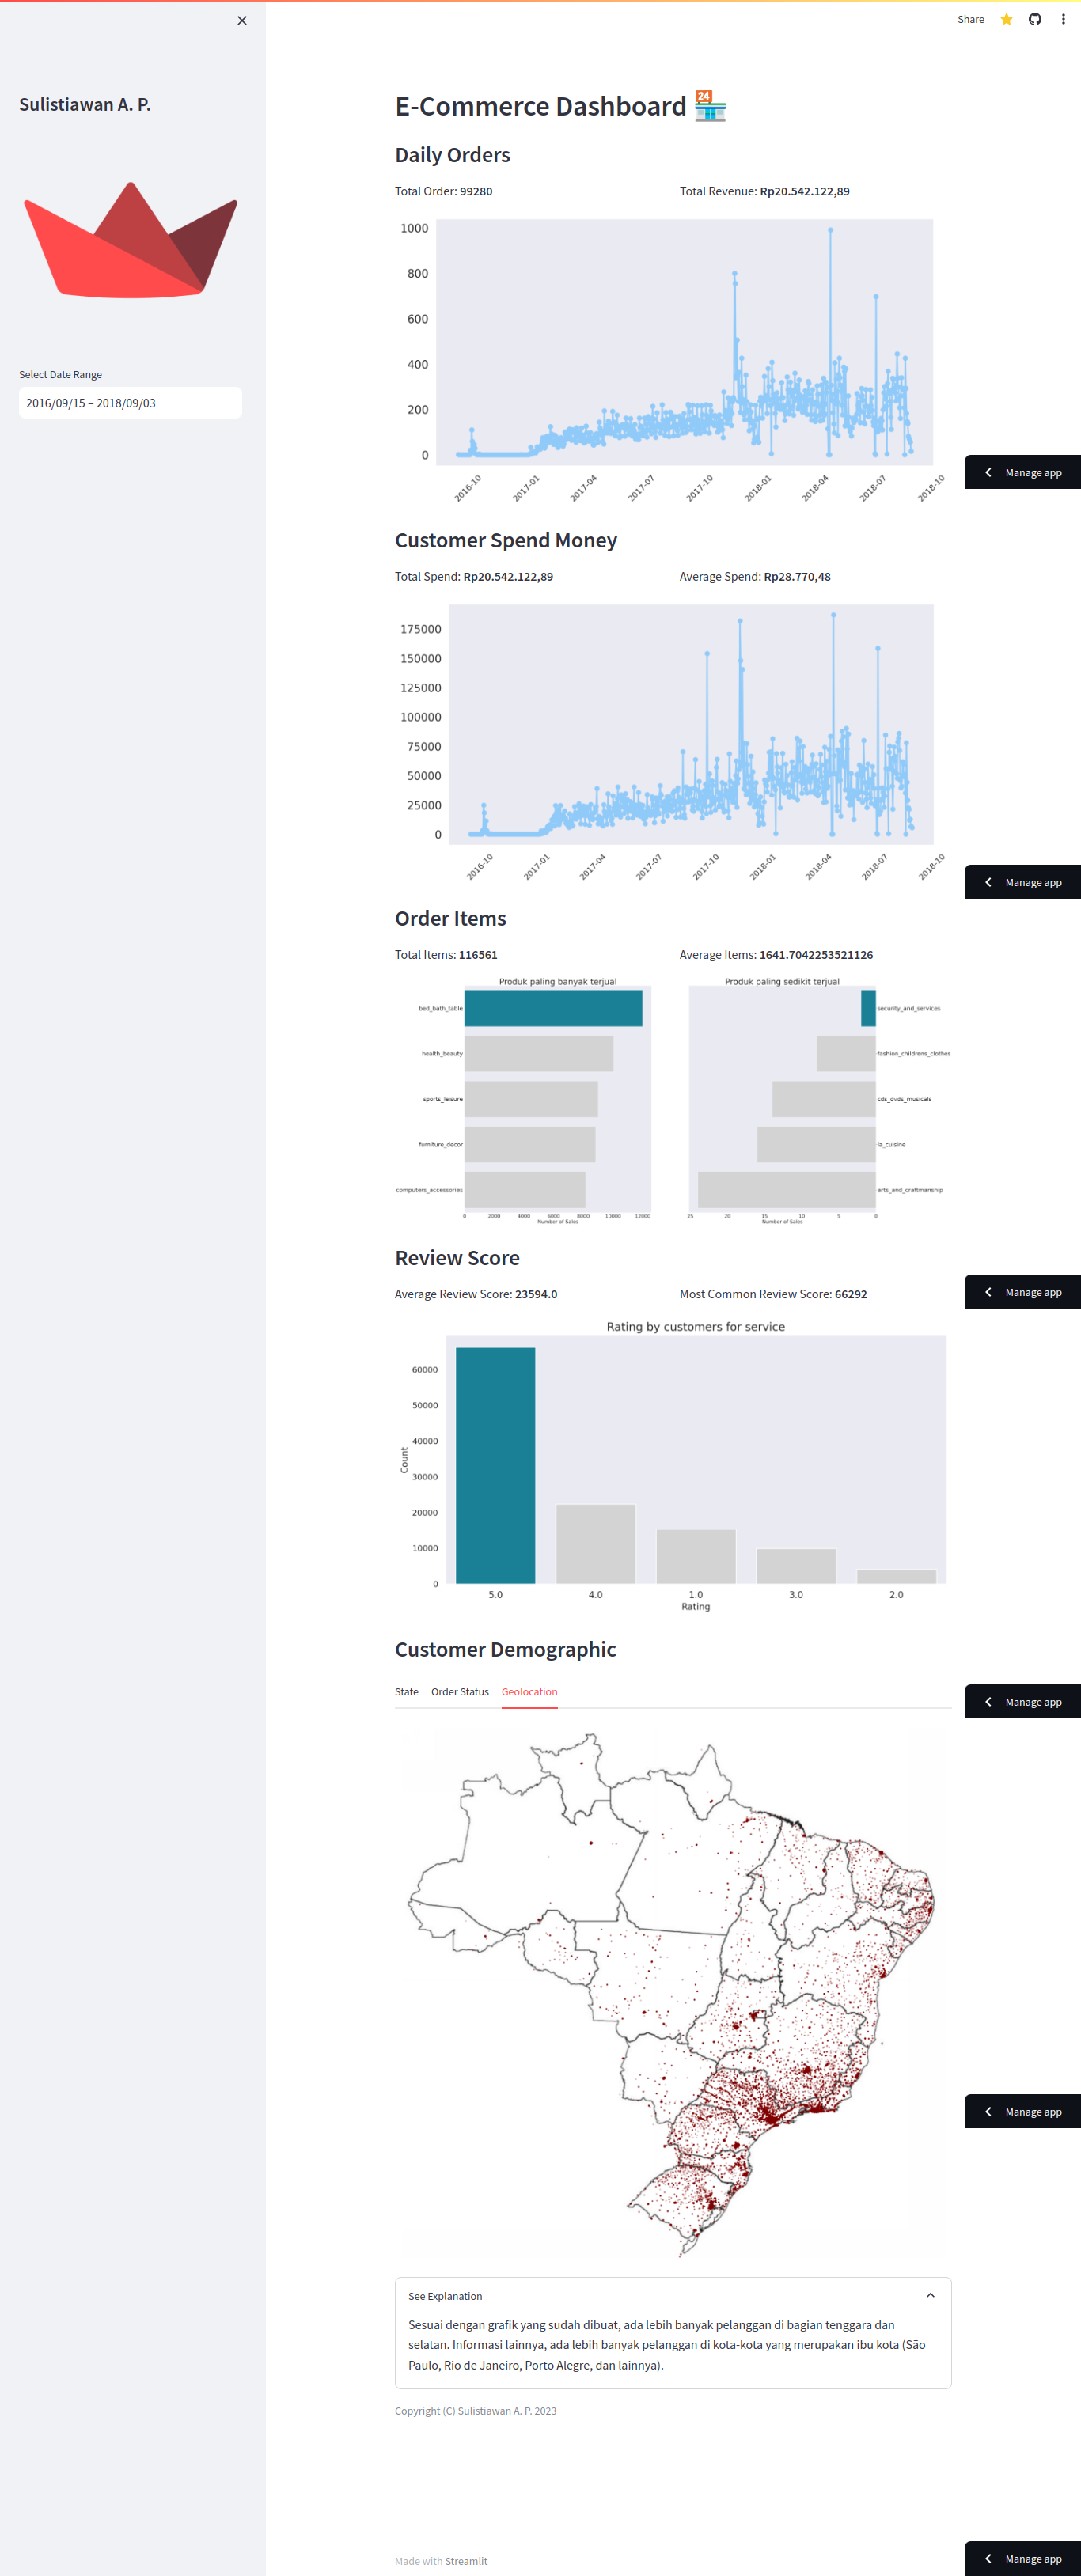 Share
Sulistiawan A. P.
Select Date Range
2016/09/15 – 2018/09/03
E-Commerce Dashboard
24
Daily Orders
Total Order: 99280
Total Revenue: Rp20.542.122,89
1000
800
600
400
200
0
2016-10
2017-01
2017-04
2017-07
2017-10
2018-01
2018-04
2018-07
2018-10
Manage app
Customer Spend Money
Total Spend: Rp20.542.122,89
Average Spend: Rp28.770,48
175000
150000
125000
100000
75000
50000
25000
0
2016-10
2017-01
2017-04
2017-07
2017-10
2018-01
2018-04
2018-07
2018-10
Manage app
Order Items
Total Items: 116561
Average Items: 1641.7042253521126
Produk paling banyak terjual
bed_bath_table
health_beauty
sports_leisure
furniture_decor
computers_accessories
0 2000 4000 6000 8000 10000 12000
Number of Sales
Produk paling sedikit terjual
security_and_services
fashion_childrens_clothes
cds_dvds_musicals
la_cuisine
arts_and_craftmanship
25 20 15 10 5 0
Number of Sales
Review Score
Manage app
Average Review Score: 23594.0
Most Common Review Score: 66292
Rating by customers for service
60000
50000
40000
30000
20000
10000
0
Count
5.0 4.0 1.0 3.0 2.0
Rating
Customer Demographic
State Order Status Geolocation
Manage app
Manage app
See Explanation
Sesuai dengan grafik yang sudah dibuat, ada lebih banyak pelanggan di bagian tenggara dan
selatan. Informasi lainnya, ada lebih banyak pelanggan di kota-kota yang merupakan ibu kota (São
Paulo, Rio de Janeiro, Porto Alegre, dan lainnya).
Copyright (C) Sulistiawan A. P. 2023
Made with Streamlit
Manage app